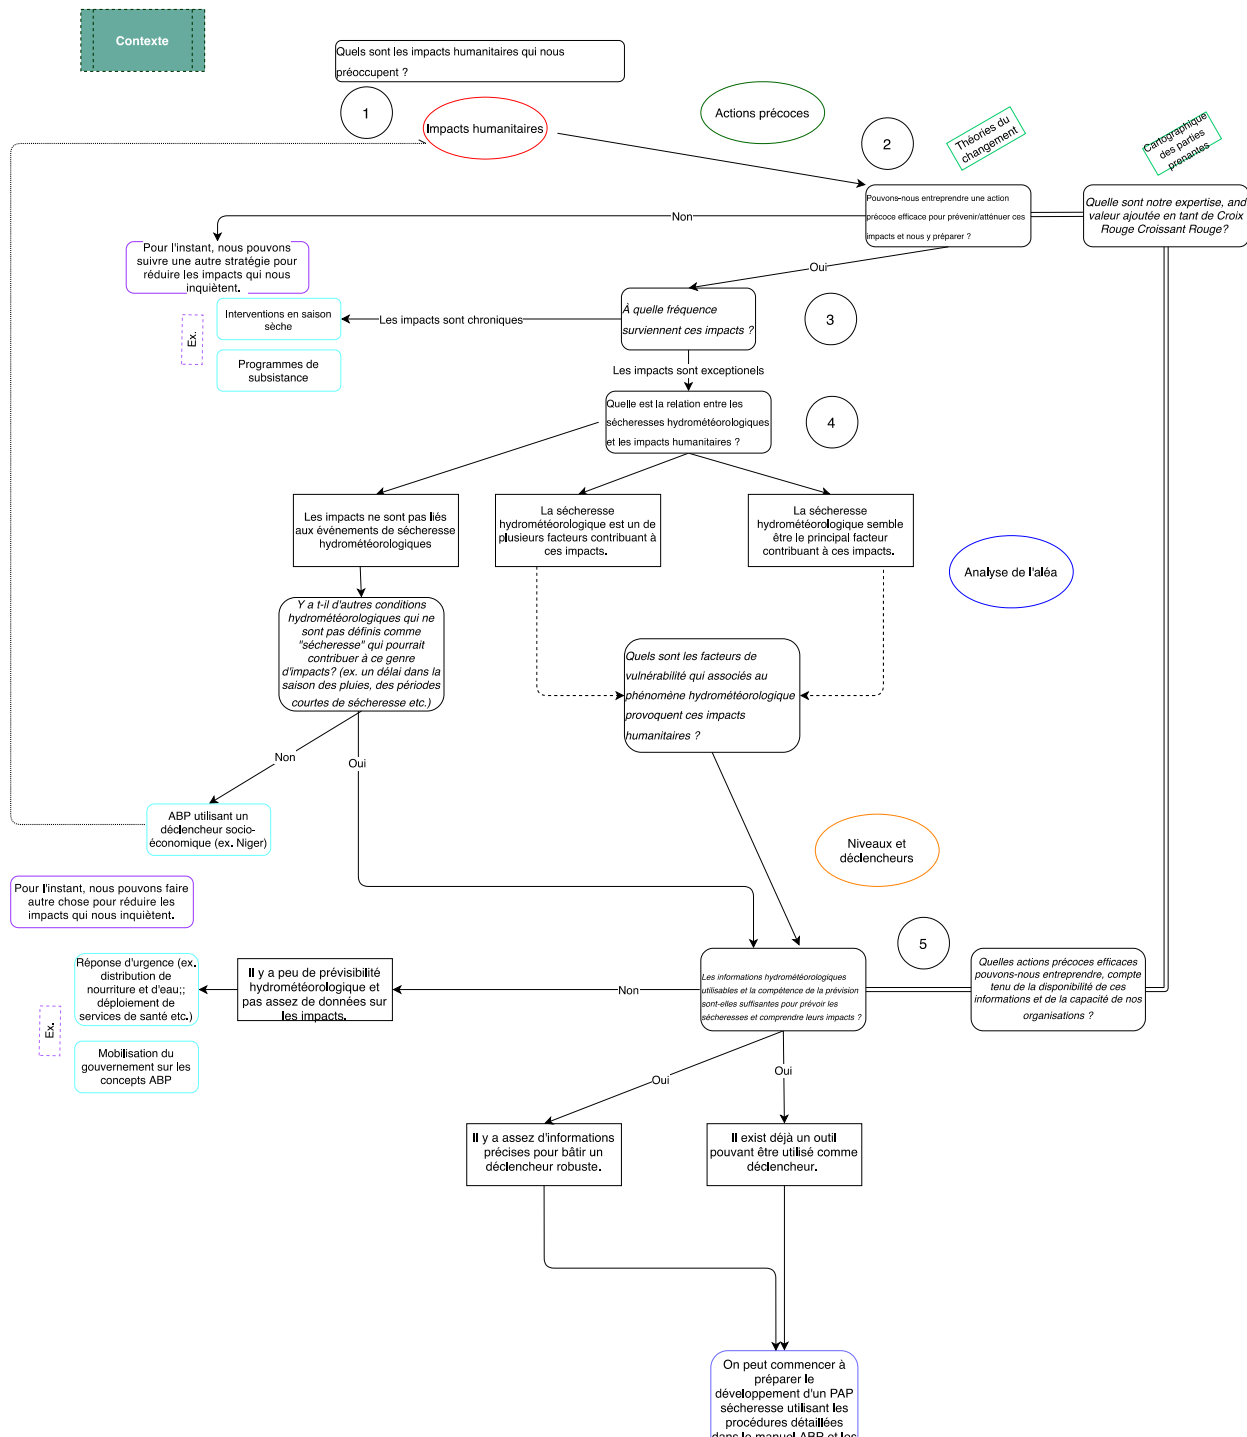 Contexte
Quels sont les impacts humanitaires qui nous
préoccupent ?
1
Impacts humanitaires
Actions précoces
2
Théories du
changement
Cartographique
des parties
prenantes
Pouvons-nous entreprendre une action
précoce efficace pour prévenir/atténuer ces
impacts et nous y préparer ?
Quelle sont notre expertise, and
valeur ajoutée en tant de Croix
Rouge Croissant Rouge?
Non
Pour l'instant, nous pouvons
suivre une autre stratégie pour
réduire les impacts qui nous
inquiètent.
Oui
À quelle fréquence
surviennent ces impacts ?
3
Les impacts sont chroniques
Interventions en saison
sèche
Ex.
Programmes de
subsistance
Les impacts sont exceptionels
Quelle est la relation entre les
sécheresses hydrométéorologiques
et les impacts humanitaires ?
4
Les impacts ne sont pas liés
aux événements de sécheresse
hydrométéorologiques
La sécheresse
hydrométéorologique est un de
plusieurs facteurs contribuant à
ces impacts.
La sécheresse
hydrométéorologique semble
être le principal facteur
contribuant à ces impacts.
Analyse de l'aléa
Y a t-il d'autres conditions
hydrométéorologiques qui ne
sont pas définis comme
"sécheresse" qui pourrait
contribuer à ce genre
d'impacts? (ex. un délai dans la
saison des pluies, des périodes
courtes de sécheresse etc.)
Quels sont les facteurs de
vulnérabilité qui associés au
phénomène hydrométéorologique
provoquent ces impacts
humanitaires ?
Non
Oui
ABP utilisant un
déclencheur socio-
économique (ex. Niger)
Niveaux et
déclencheurs
Pour l'instant, nous pouvons faire
autre chose pour réduire les
impacts qui nous inquiètent.
5
Réponse d'urgence (ex.
distribution de
nourriture et d'eau;;
déploiement de
services de santé etc.)
Il y a peu de prévisibilité
hydrométéorologique et
pas assez de données sur
les impacts.
Non
Les informations hydrométéorologiques
utilisables et la compétence de la prévision
sont-elles suffisantes pour prévoir les
sécheresses et comprendre leurs impacts ?
Quelles actions précoces efficaces
pouvons-nous entreprendre, compte
tenu de la disponibilité de ces
informations et de la capacité de nos
organisations ?
Ex.
Mobilisation du
gouvernement sur les
concepts ABP
Oui
Oui
Il y a assez d'informations
précises pour bâtir un
déclencheur robuste.
Il exist déjà un outil
pouvant être utilisé comme
déclencheur.
On peut commencer à
préparer le
développement d'un PAP
sécheresse utilisant les
procédures détaillées
dans le manuel ABP et les